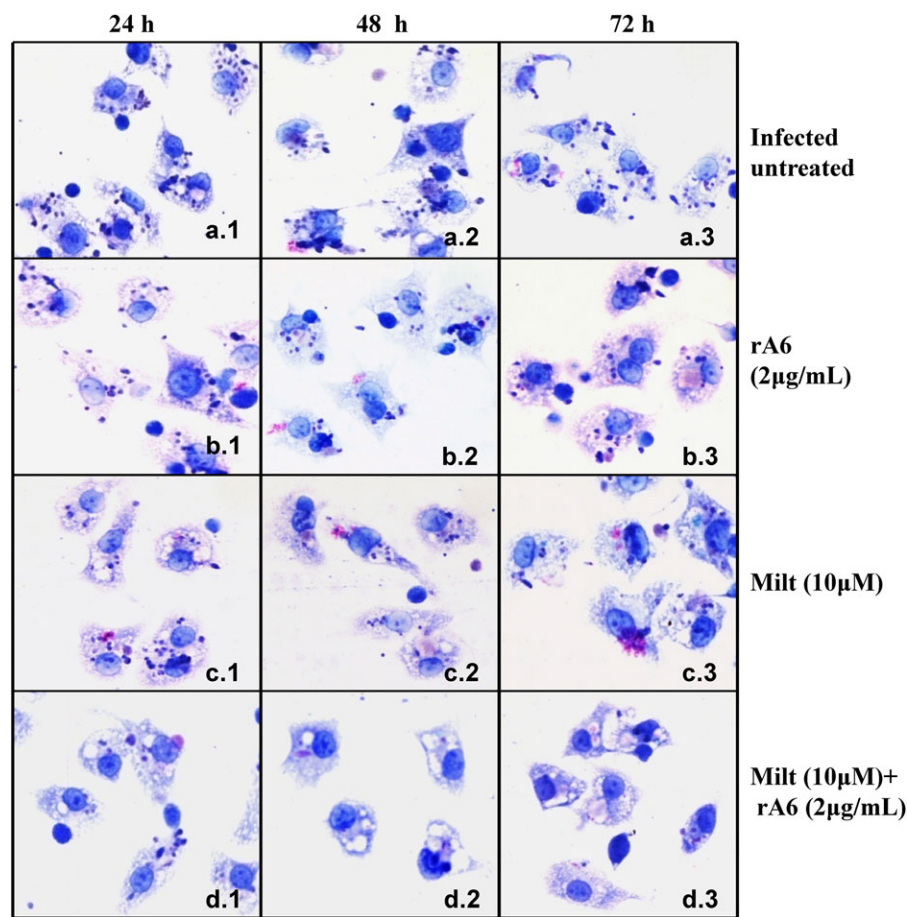 24 h 48 h 72 h
Infected
untreated
a.1 a.2 a.3
rA6
(2µg/mL)
b.1 b.2 b.3
Milt (10µM)
c.1 c.2 c.3
Milt (10µM)+
rA6 (2µg/mL)
d.1 d.2 d.3